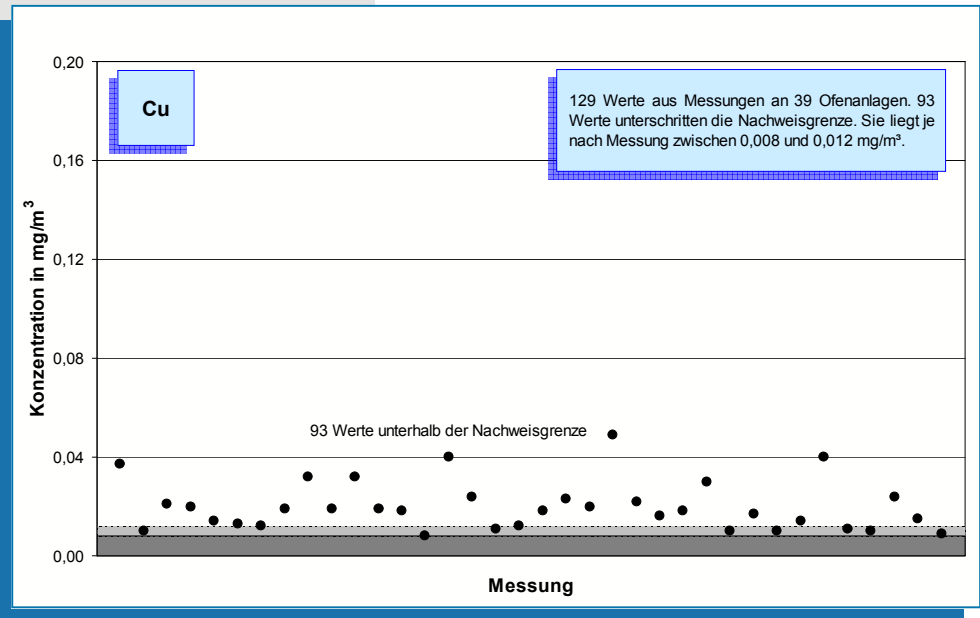 Cu
129 Werte aus Messungen an 39 Ofenanlagen. 93
Werte unterschritten die Nachweisgrenze. Sie liegt je
nach Messung zwischen 0,008 und 0,012 mg/m³.
Konzentration in mg/m³
0,20
0,16
0,12
0,08
0,04
0,00
93 Werte unterhalb der Nachweisgrenze
Messung